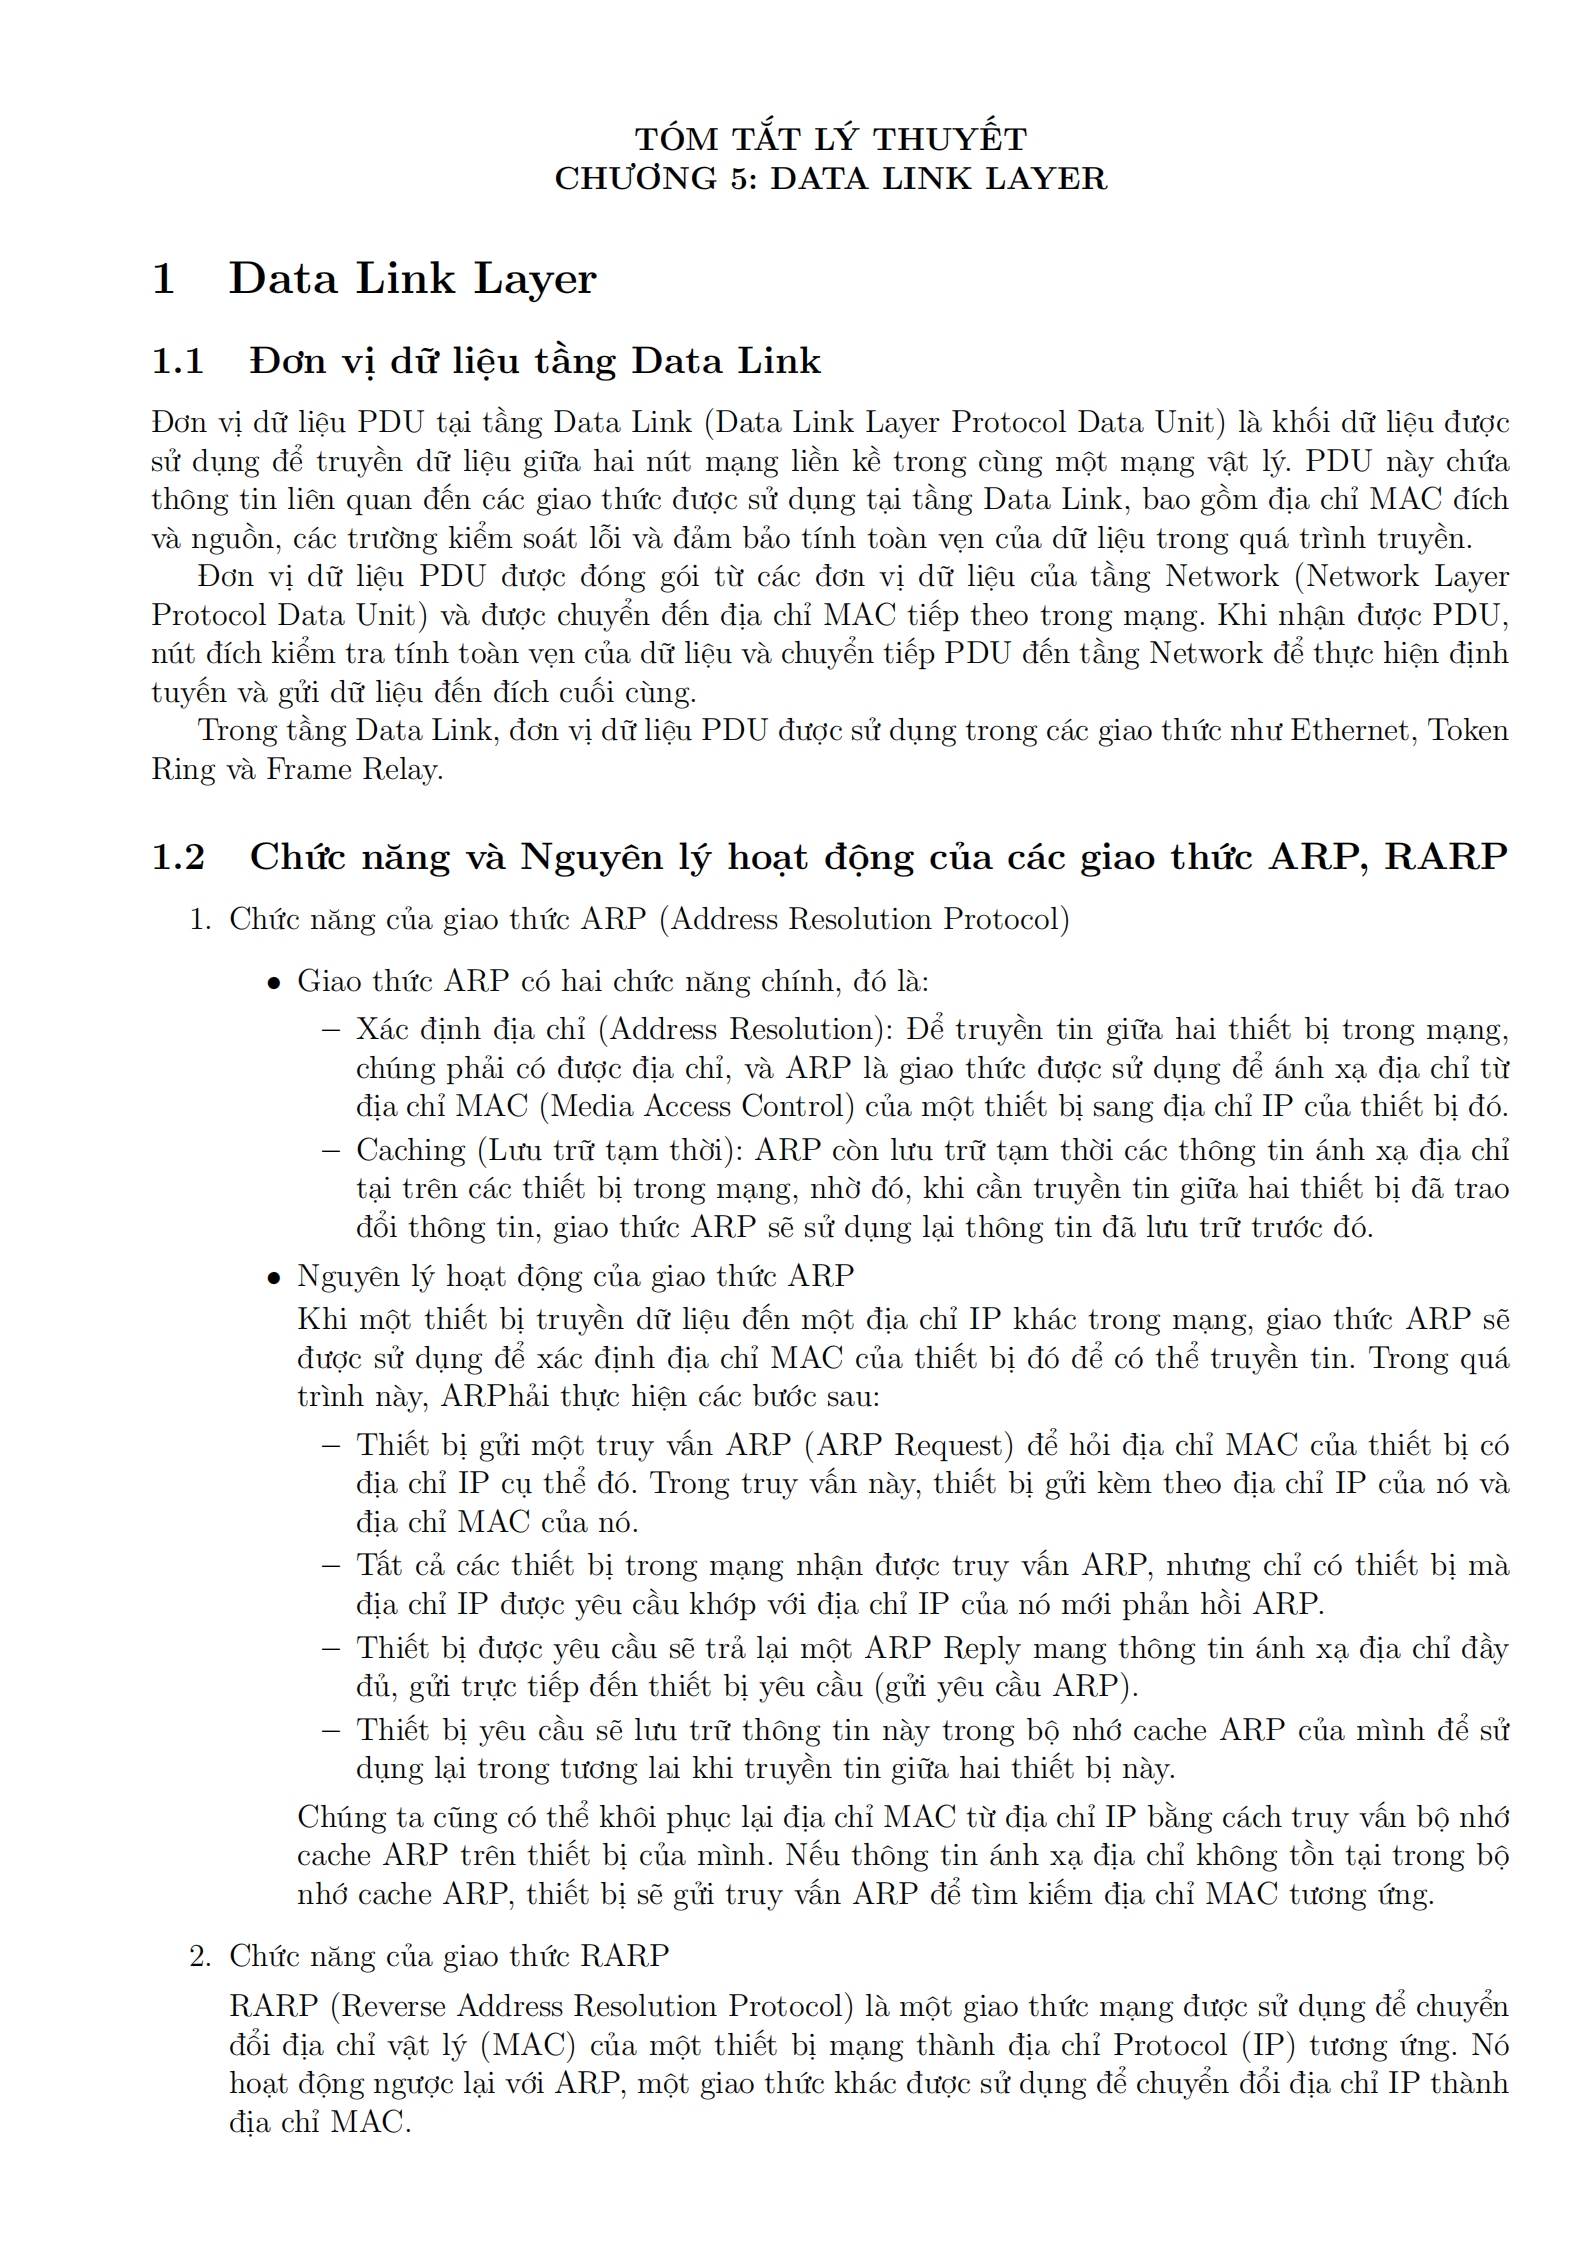 TÓM TẮT LÝ THUYẾT
CHƯƠNG 5: DATA LINK LAYER
1 Data Link Layer
1.1 Đơn vị dữ liệu tầng Data Link
Đơn vị dữ liệu PDU tại tầng Data Link (Data Link Layer Protocol Data Unit) là khối dữ liệu được
sử dụng để truyền dữ liệu giữa hai nút mạng liền kề trong cùng một mạng vật lý. PDU này chứa
thông tin liên quan đến các giao thức được sử dụng tại tầng Data Link, bao gồm địa chỉ MAC đích
và nguồn, các trường kiểm soát lỗi và đảm bảo tính toàn vẹn của dữ liệu trong quá trình truyền.
Đơn vị dữ liệu PDU được đóng gói từ các đơn vị dữ liệu của tầng Network (Network Layer
Protocol Data Unit) và được chuyển đến địa chỉ MAC tiếp theo trong mạng. Khi nhận được PDU,
nút đích kiểm tra tính toàn vẹn của dữ liệu và chuyển tiếp PDU đến tầng Network để thực hiện định
tuyến và gửi dữ liệu đến đích cuối cùng.
Trong tầng Data Link, đơn vị dữ liệu PDU được sử dụng trong các giao thức như Ethernet, Token
Ring và Frame Relay.
1.2 Chức năng và Nguyên lý hoạt động của các giao thức ARP, RARP
1. Chức năng của giao thức ARP (Address Resolution Protocol)
• Giao thức ARP có hai chức năng chính, đó là:
– Xác định địa chỉ (Address Resolution): Để truyền tin giữa hai thiết bị trong mạng,
chúng phải có được địa chỉ, và ARP là giao thức được sử dụng để ánh xạ địa chỉ từ
địa chỉ MAC (Media Access Control) của một thiết bị sang địa chỉ IP của thiết bị đó.
– Caching (Lưu trữ tạm thời): ARP còn lưu trữ tạm thời các thông tin ánh xạ địa chỉ
tại trên các thiết bị trong mạng, nhờ đó, khi cần truyền tin giữa hai thiết bị đã trao
đổi thông tin, giao thức ARP sẽ sử dụng lại thông tin đã lưu trữ trước đó.
• Nguyên lý hoạt động của giao thức ARP
Khi một thiết bị truyền dữ liệu đến một địa chỉ IP khác trong mạng, giao thức ARP sẽ
được sử dụng để xác định địa chỉ MAC của thiết bị đó để có thể truyền tin. Trong quá
trình này, ARPhải thực hiện các bước sau:
– Thiết bị gửi một truy vấn ARP (ARP Request) để hỏi địa chỉ MAC của thiết bị có
địa chỉ IP cụ thể đó. Trong truy vấn này, thiết bị gửi kèm theo địa chỉ IP của nó và
địa chỉ MAC của nó.
– Tất cả các thiết bị trong mạng nhận được truy vấn ARP, nhưng chỉ có thiết bị mà
địa chỉ IP được yêu cầu khớp với địa chỉ IP của nó mới phản hồi ARP.
– Thiết bị được yêu cầu sẽ trả lại một ARP Reply mang thông tin ánh xạ địa chỉ đầy
đủ, gửi trực tiếp đến thiết bị yêu cầu (gửi yêu cầu ARP).
– Thiết bị yêu cầu sẽ lưu trữ thông tin này trong bộ nhớ cache ARP của mình để sử
dụng lại trong tương lai khi truyền tin giữa hai thiết bị này.
Chúng ta cũng có thể khôi phục lại địa chỉ MAC từ địa chỉ IP bằng cách truy vấn bộ nhớ
cache ARP trên thiết bị của mình. Nếu thông tin ánh xạ địa chỉ không tồn tại trong bộ
nhớ cache ARP, thiết bị sẽ gửi truy vấn ARP để tìm kiếm địa chỉ MAC tương ứng.
2. Chức năng của giao thức RARP
RARP (Reverse Address Resolution Protocol) là một giao thức mạng được sử dụng để chuyển
đổi địa chỉ vật lý (MAC) của một thiết bị mạng thành địa chỉ Protocol (IP) tương ứng. Nó
hoạt động ngược lại với ARP, một giao thức khác được sử dụng để chuyển đổi địa chỉ IP thành
địa chỉ MAC.